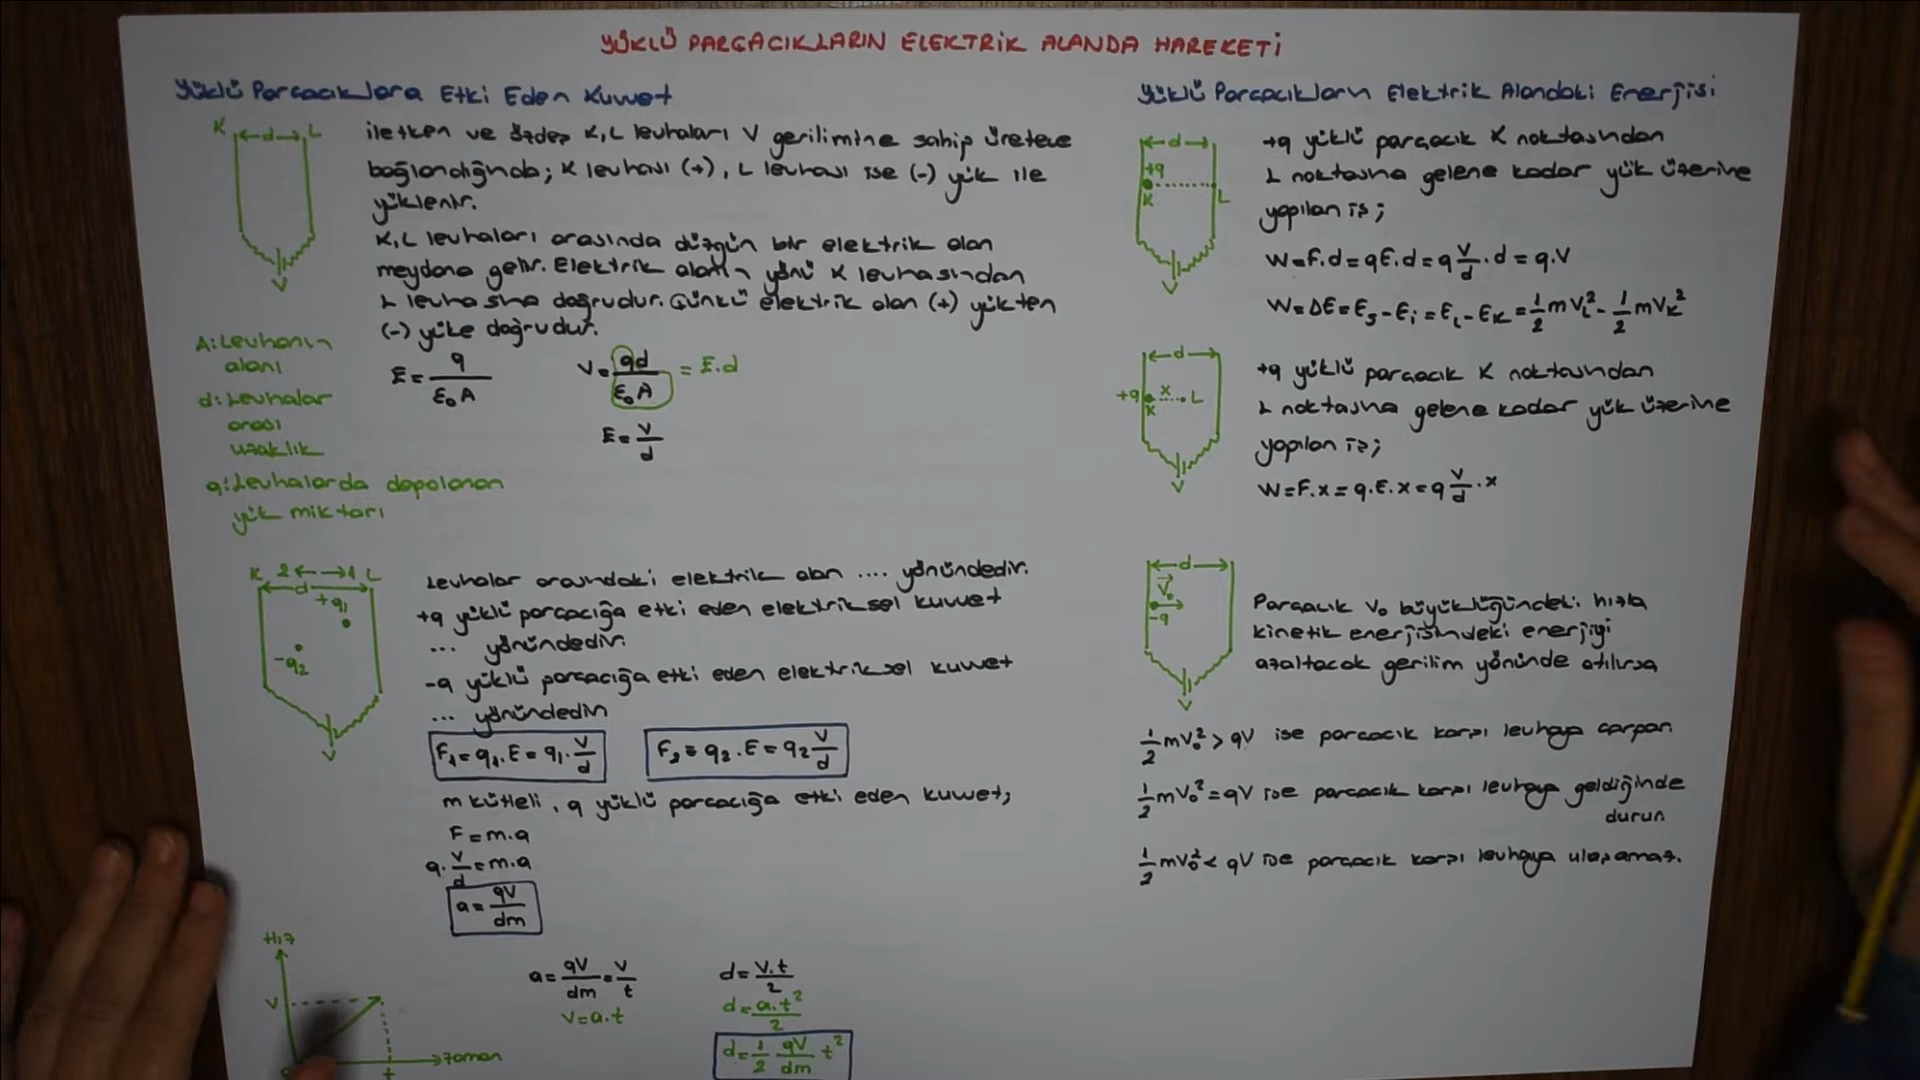 YÜKLÜ PARÇACIKLARIN ELEKTRİK ALANDA HAREKETİ
Yüklü Parçacıklara Etki Eden Kuvvet
K d L
iletken ve özdeş K,L levhaları V gerilimine sahip üretece
bağlandığında; K levhası (+), L levhası ise (-) yük ile
yüklenir.
K,L levhaları arasında düzgün bir elektrik alan
meydana gelir. Elektrik alanın yönü K levhasından
L levhasına doğrudur. Çünkü elektrik alan (+) yükten
(-) yüke doğrudur.
V
A: Levhanın
alanı
d: Levhalar
arası
uzaklık
q: Levhalarda depolanan
yük miktarı
E = q/ε₀A
V = qd/ε₀A = E.d
E = V/d
K 2 ← → 1 L
d
+q₁
-q₂
V
Levhalar arasındaki elektrik alan .... yönündedir.
+q yüklü parçacığa etki eden elektriksel kuvvet
... yönündedir.
-q yüklü parçacığa etki eden elektriksel kuvvet
... yönündedir
F₁ = q₁.E = q₁.V/d
F₂ = q₂.E = q₂ V/d
m kütleli, q yüklü parçacığa etki eden kuvvet;
F = m.a
q.V/d = m.a
a = qV/dm
Hız
V
t
zaman
a = qV/dm = V/t
V = a.t
d = V.t/2
d = a.t²/2
d = 1/2 qV/dm t²
Yüklü Parçacıkların Elektrik Alandaki Enerjisi
d
+q
K
L
V
+q yüklü parçacık K noktasından
L noktasına gelene kadar yük üzerine
yapılan iş;
W = F.d = qE.d = q V/d . d = q.V
W = ΔE = Eₛ - Eᵢ = E_L - E_K = 1/2 mV_L² - 1/2 mV_K²
d
+q
K
x
L
V
+q yüklü parçacık K noktasından
L noktasına gelene kadar yük üzerine
yapılan iş;
W = F.x = q.E.x = q V/d . x
d
V₀
-q
V
Parçacık V₀ büyüklüğündeki hızla
kinetik enerjisindeki enerjiyi
azaltacak gerilim yönünde atılırsa
1/2 mV₀² > qV ise parçacık karşı levhaya çarpar.
1/2 mV₀² = qV ise parçacık karşı levhaya geldiğinde
durur
1/2 mV₀² < qV ise parçacık karşı levhaya ulaşamaz.